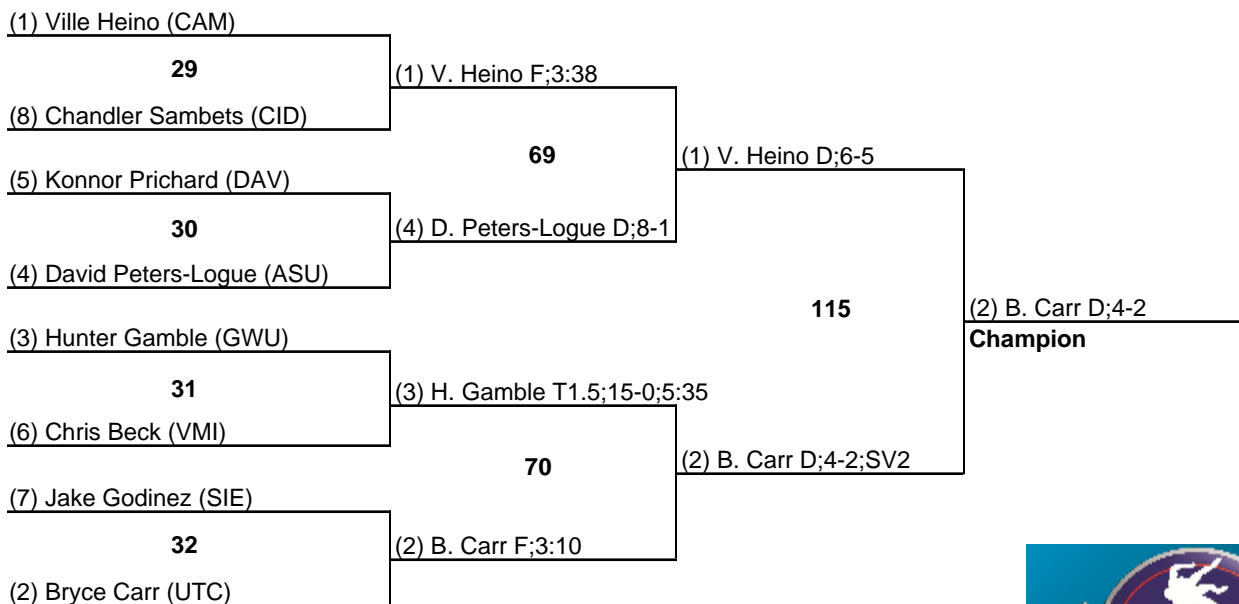 (1) Ville Heino (CAM)
29
(1) V. Heino F;3:38
(8) Chandler Sambets (CID)
69
(1) V. Heino D;6-5
(5) Konnor Prichard (DAV)
30
(4) D. Peters-Logue D;8-1
(4) David Peters-Logue (ASU)
115
(2) B. Carr D;4-2
Champion
(3) Hunter Gamble (GWU)
31
(3) H. Gamble T1.5;15-0;5:35
(6) Chris Beck (VMI)
70
(2) B. Carr D;4-2;SV2
(7) Jake Godinez (SIE)
32
(2) B. Carr F;3:10
(2) Bryce Carr (UTC)